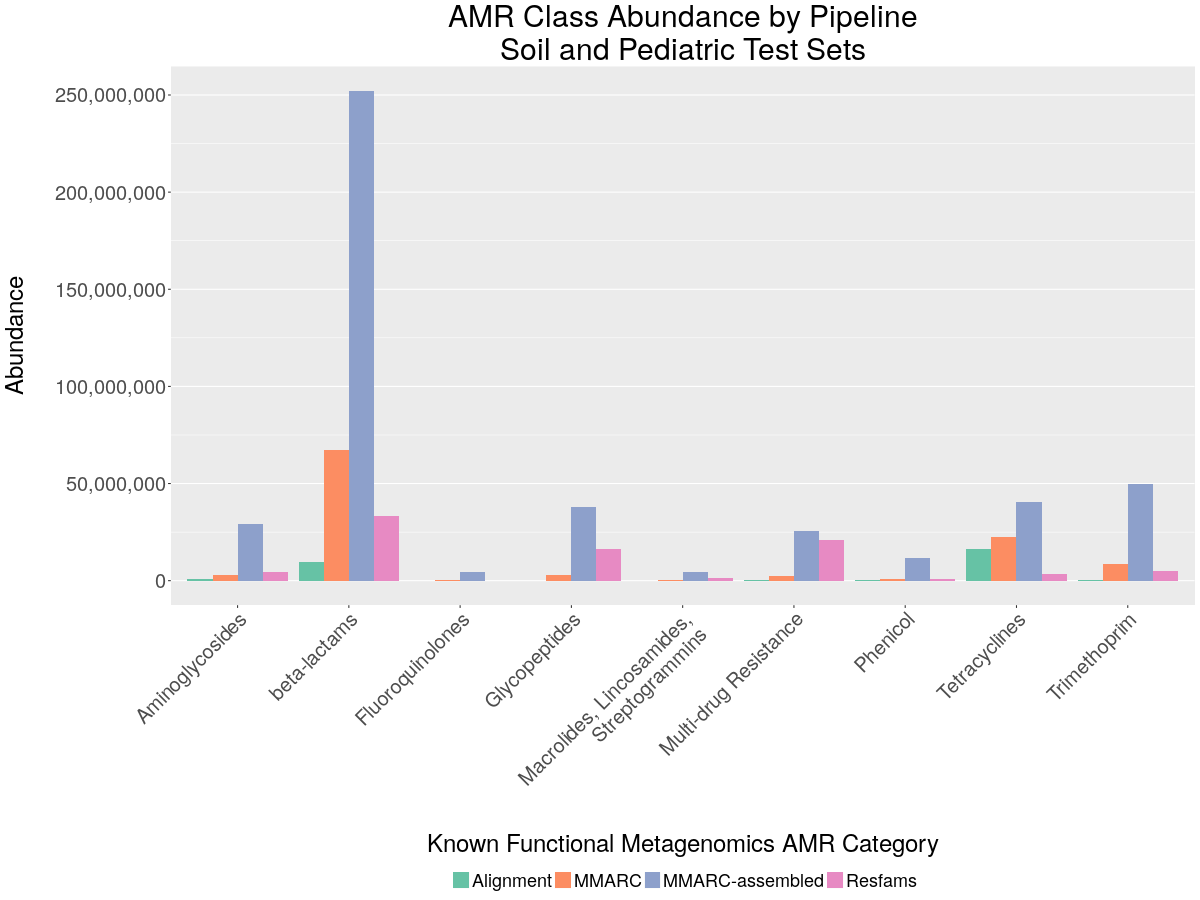 AMR Class Abundance by Pipeline
Soil and Pediatric Test Sets
Abundance
250,000,000
200,000,000
150,000,000
100,000,000
50,000,000
0
Aminoglycosides
beta-lactams
Fluoroquinolones
Glycopeptides
Macrolides, Lincosamides,
Streptogrammins
Multi-drug Resistance
Phenicol
Tetracyclines
Trimethoprim
Known Functional Metagenomics AMR Category
Alignment MMARC MMARC-assembled Resfams